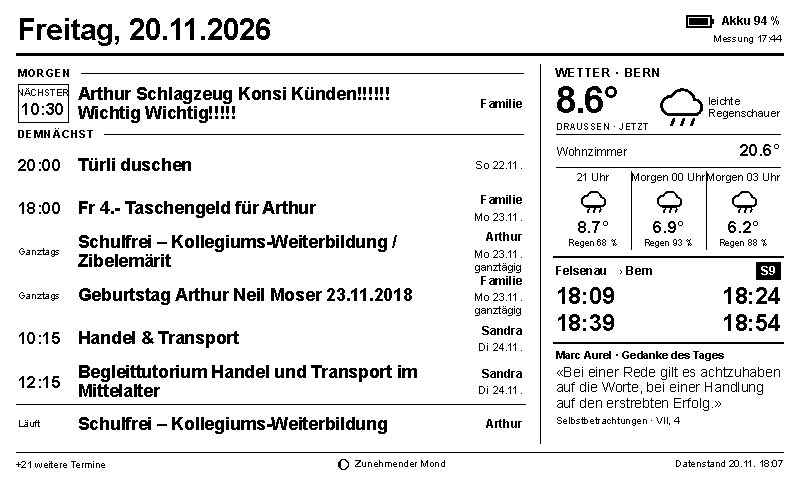 Freitag, 20.11.2026
Akku 94 %
Messung 17:44
MORGEN
NÄCHSTER
10:30
Arthur Schlagzeug Konsi Künden!!!!!!
Wichtig Wichtig!!!!!
Familie
DEMNÄCHST
20:00 Türli duschen So 22.11.
18:00 Fr 4.- Taschengeld für Arthur
Familie
Mo 23.11.
Ganztags
Schulfrei – Kollegiums-Weiterbildung /
Zibelemärit
Arthur
Mo 23.11.
ganztägig
Ganztags Geburtstag Arthur Neil Moser 23.11.2018
Familie
Mo 23.11.
ganztägig
10:15 Handel & Transport
Sandra
Di 24.11.
12:15
Begleittutorium Handel und Transport im
Mittelalter
Sandra
Di 24.11.
Läuft Schulfrei – Kollegiums-Weiterbildung Arthur
WETTER · BERN
8.6°
leichte
Regenschauer
DRAUSSEN · JETZT
Wohnzimmer 20.6°
21 Uhr Morgen 00 Uhr Morgen 03 Uhr
8.7° 6.9° 6.2°
Regen 68 % Regen 93 % Regen 88 %
Felsenau › Bern S9
18:09 18:24
18:39 18:54
Marc Aurel · Gedanke des Tages
«Bei einer Rede gilt es achtzuhaben
auf die Worte, bei einer Handlung
auf den erstrebten Erfolg.»
Selbstbetrachtungen · VII, 4
+21 weitere Termine
Zunehmender Mond
Datenstand 20.11. 18:07